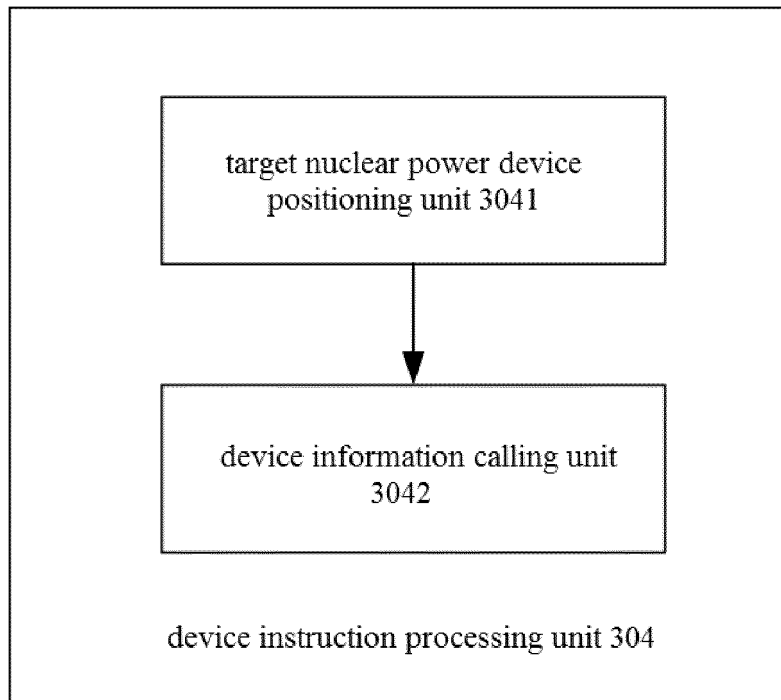 target nuclear power device
positioning unit 3041
device information calling unit
3042
device instruction processing unit 304